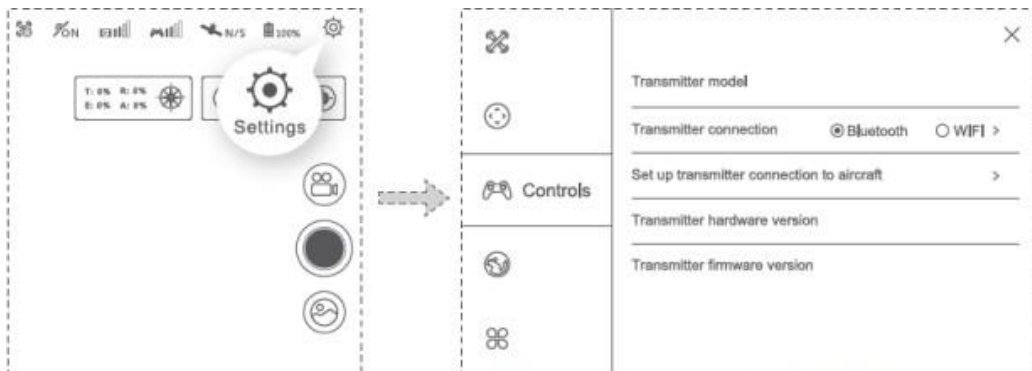 ON N/S 100%
T: 0% R: 0%
E: 0% A: 0%
Settings
Transmitter model
Transmitter connection Bluetooth WIFI >
Controls
Set up transmitter connection to aircraft >
Transmitter hardware version
Transmitter firmware version